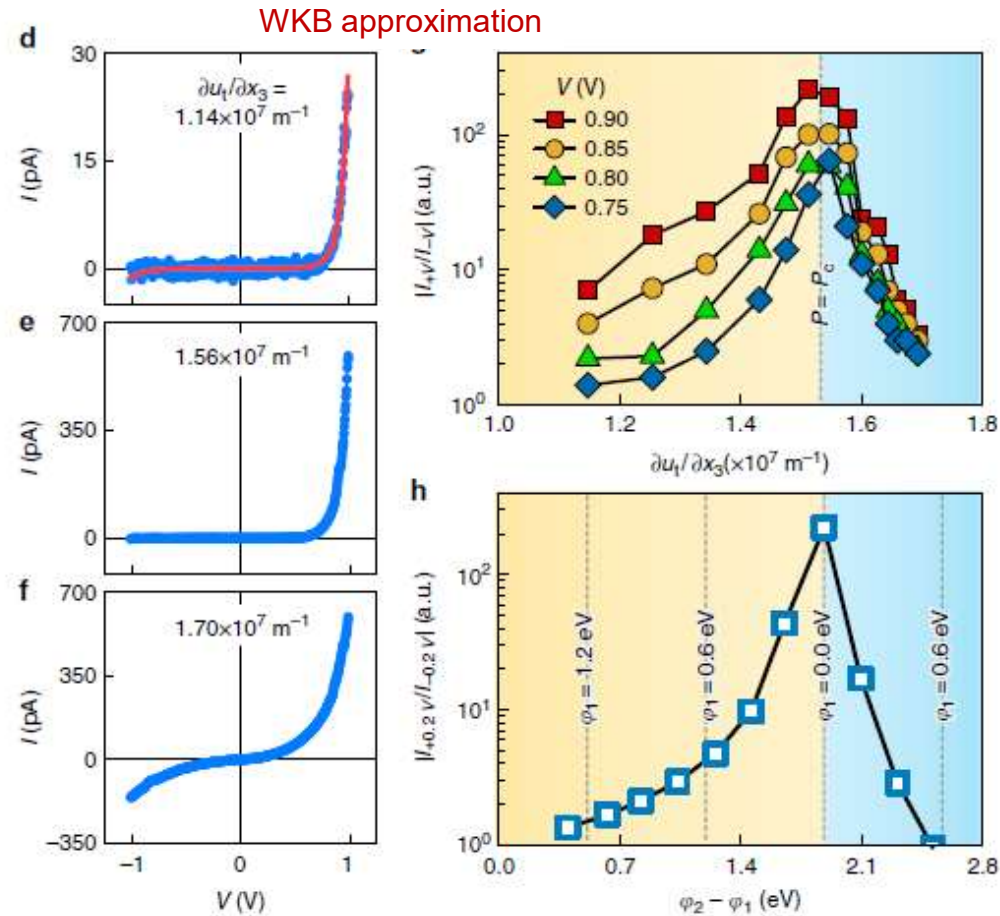 WKB approximation
d
30
15
0
I (pA)
∂uₜ/∂x₃ =
1.14×10⁷ m⁻¹
e
700
350
0
I (pA)
1.56×10⁷ m⁻¹
f
700
350
0
−350
I (pA)
1.70×10⁷ m⁻¹
−1 0 1
V (V)
V (V)
0.90
0.85
0.80
0.75
10²
10¹
10⁰
|I₊V/I₋V| (a.u.)
P = Pc
1.0 1.2 1.4 1.6 1.8
∂uₜ/∂x₃(×10⁷ m⁻¹)
h
10²
10¹
10⁰
|I₊₀.₂ V/I₋₀.₂ V| (a.u.)
φ₁ = 1.2 eV
φ₁ = 0.6 eV
φ₁ = 0.0 eV
φ₁ = 0.6 eV
0.0 0.7 1.4 2.1 2.8
φ₂ − φ₁ (eV)